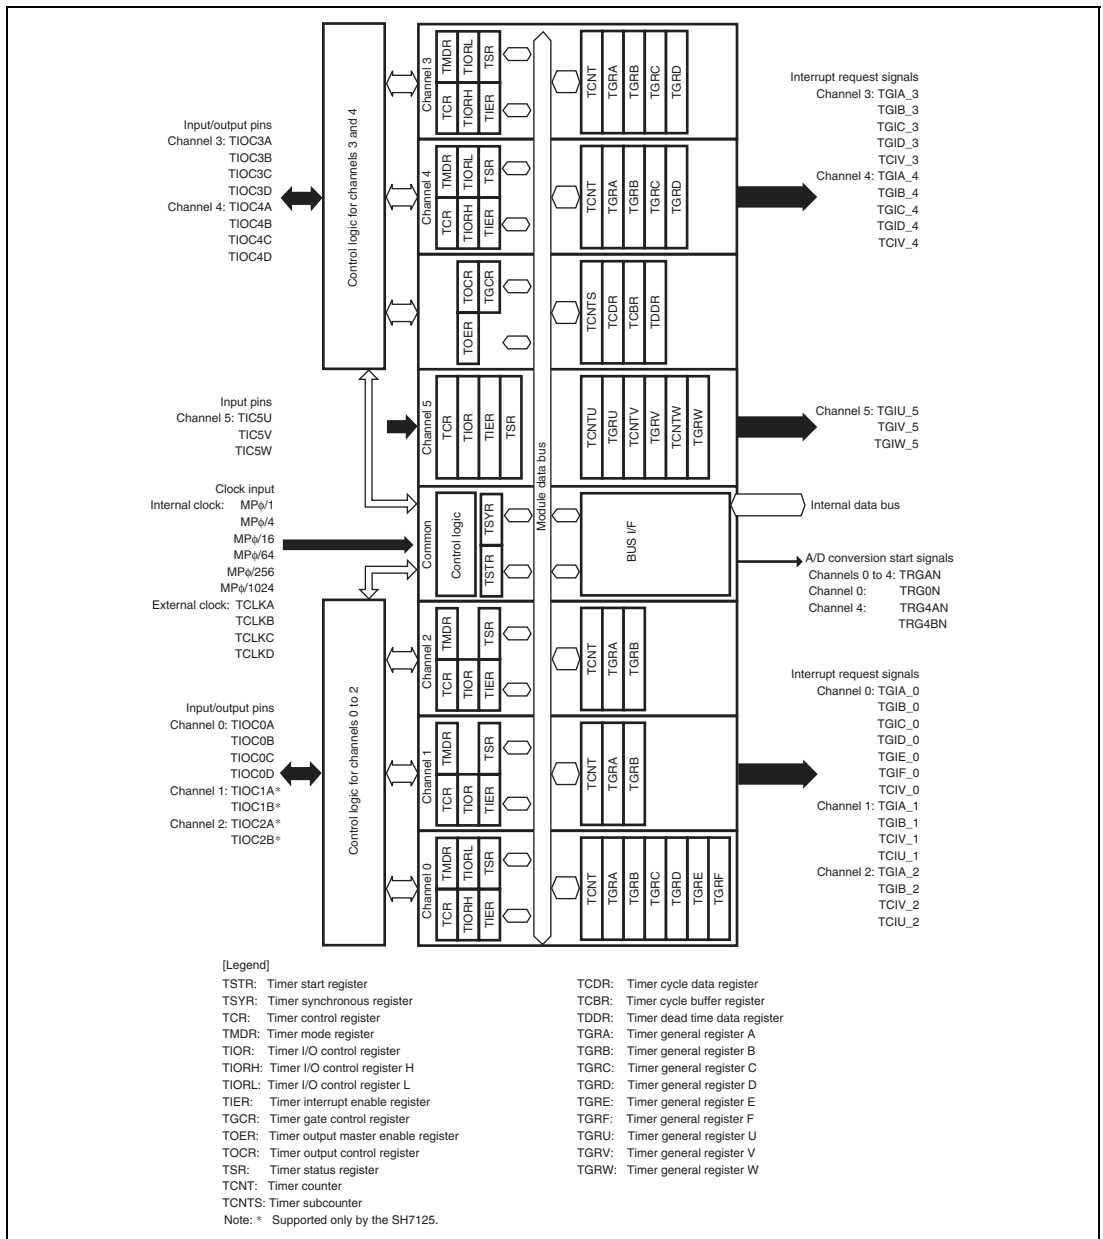 Input/output pins
Channel 3: TIOC3A
TIOC3B
TIOC3C
TIOC3D
Channel 4: TIOC4A
TIOC4B
TIOC4C
TIOC4D
Control logic for channels 3 and 4
Channel 3
TCR
TMDR
TIORH
TIORL
TIER
TSR
TCNT
TGRA
TGRB
TGRC
TGRD
Channel 4
TCR
TMDR
TIORH
TIORL
TIER
TSR
TCNT
TGRA
TGRB
TGRC
TGRD
TOER
TOCR
TGCR
TCNTS
TCDR
TCBR
TDDR
Interrupt request signals
Channel 3: TGIA_3
TGIB_3
TGIC_3
TGID_3
TCIV_3
Channel 4: TGIA_4
TGIB_4
TGIC_4
TGID_4
TCIV_4
Input pins
Channel 5: TIC5U
TIC5V
TIC5W
Channel 5
TCR
TIOR
TIER
TSR
Module data bus
TCNTU
TGRU
TCNTV
TGRV
TCNTW
TGRW
Channel 5: TGIU_5
TGIV_5
TGIW_5
Clock input
Internal clock: MPϕ/1
MPϕ/4
MPϕ/16
MPϕ/64
MPϕ/256
MPϕ/1024
External clock: TCLKA
TCLKB
TCLKC
TCLKD
Common
Control logic
TSTR
TSYR
BUS I/F
Internal data bus
A/D conversion start signals
Channels 0 to 4: TRGAN
Channel 0: TRG0N
Channel 4: TRG4AN
TRG4BN
Input/output pins
Channel 0: TIOC0A
TIOC0B
TIOC0C
TIOC0D
Channel 1: TIOC1A*
TIOC1B*
Channel 2: TIOC2A*
TIOC2B*
Control logic for channels 0 to 2
Channel 2
TCR
TMDR
TIOR
TIER
TSR
TCNT
TGRA
TGRB
Channel 1
TCR
TMDR
TIOR
TIER
TSR
TCNT
TGRA
TGRB
Channel 0
TCR
TMDR
TIORH
TIORL
TIER
TSR
TCNT
TGRA
TGRB
TGRC
TGRD
TGRE
TGRF
Interrupt request signals
Channel 0: TGIA_0
TGIB_0
TGIC_0
TGID_0
TGIE_0
TGIF_0
TCIV_0
Channel 1: TGIA_1
TGIB_1
TCIV_1
TCIU_1
Channel 2: TGIA_2
TGIB_2
TCIV_2
TCIU_2
[Legend]
TSTR: Timer start register
TSYR: Timer synchronous register
TCR: Timer control register
TMDR: Timer mode register
TIOR: Timer I/O control register
TIORH: Timer I/O control register H
TIORL: Timer I/O control register L
TIER: Timer interrupt enable register
TGCR: Timer gate control register
TOER: Timer output master enable register
TOCR: Timer output control register
TSR: Timer status register
TCNT: Timer counter
TCNTS: Timer subcounter
Note: * Supported only by the SH7125.
TCDR: Timer cycle data register
TCBR: Timer cycle buffer register
TDDR: Timer dead time data register
TGRA: Timer general register A
TGRB: Timer general register B
TGRC: Timer general register C
TGRD: Timer general register D
TGRE: Timer general register E
TGRF: Timer general register F
TGRU: Timer general register U
TGRV: Timer general register V
TGRW: Timer general register W